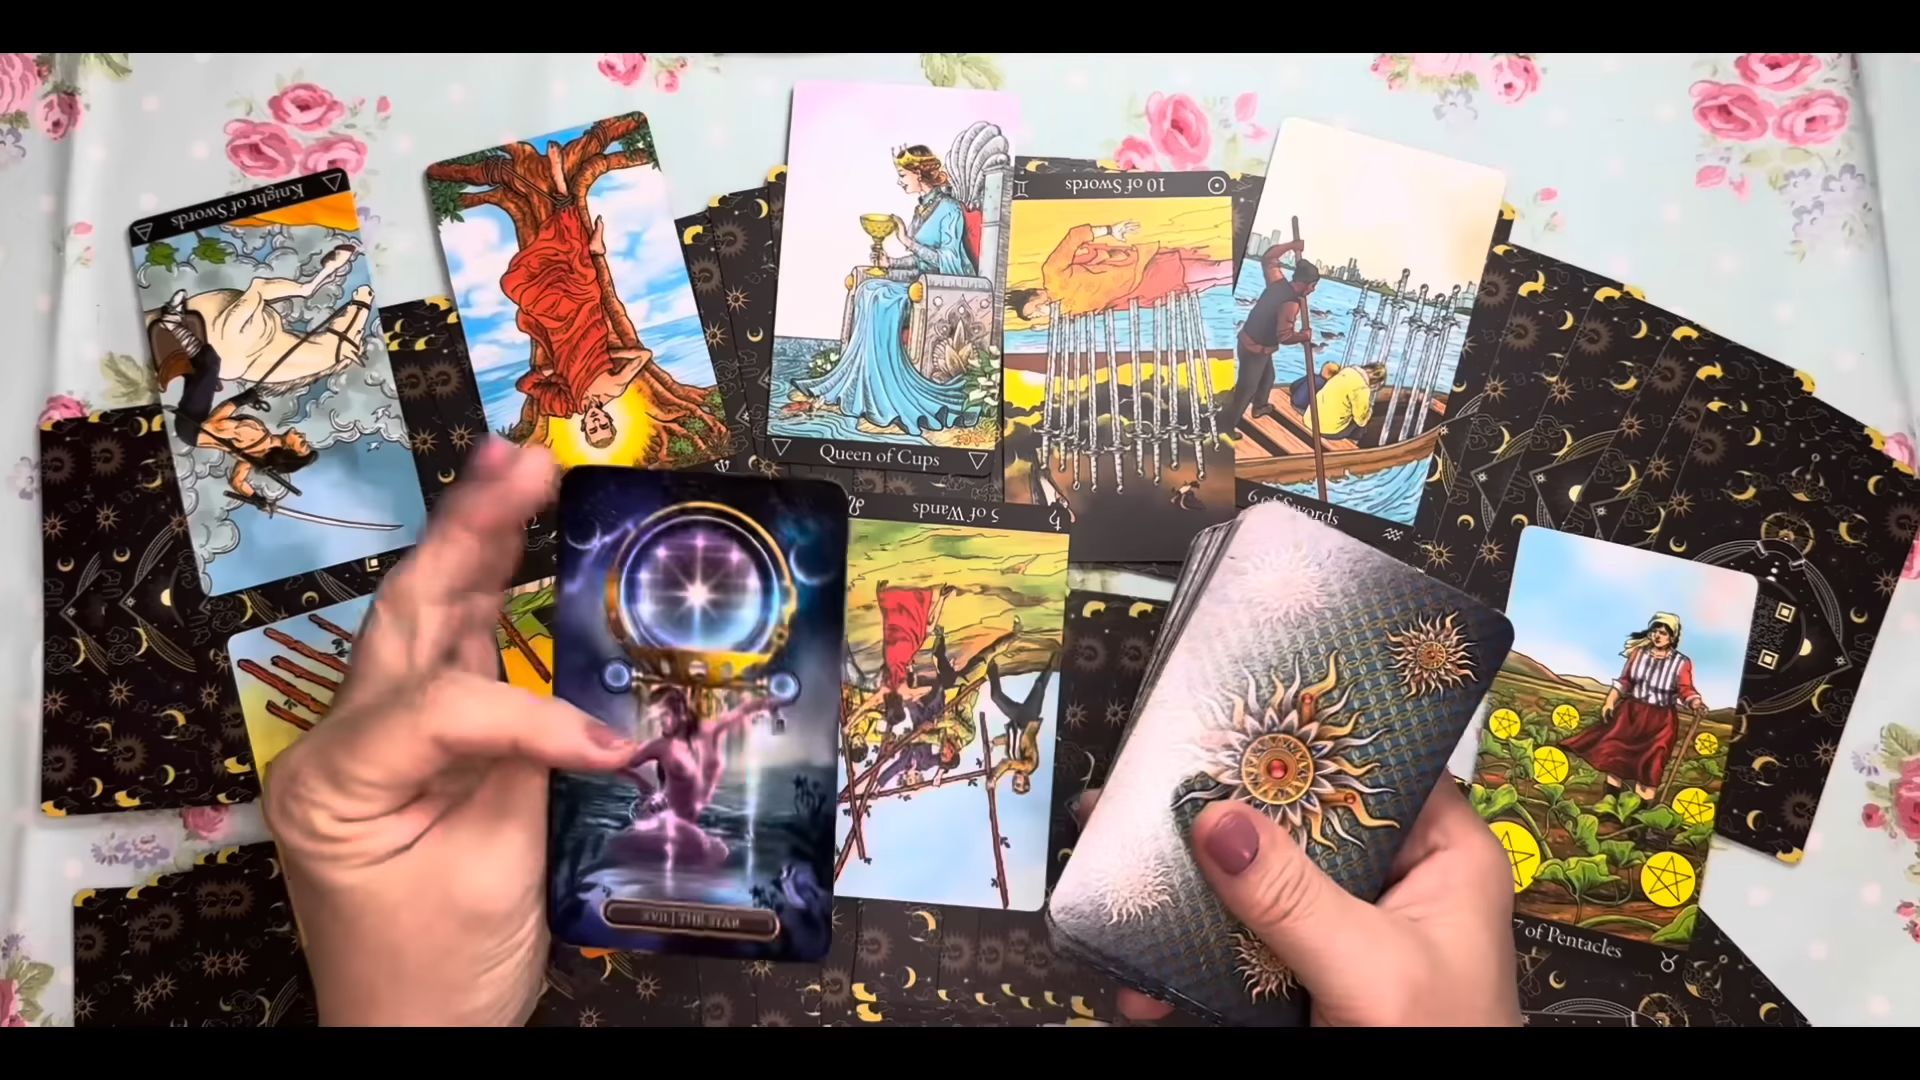 Knight of Swords
10 of Swords
Queen of Cups
6 of Swords
5 of Wands
XVII | THE STAR
7 of Pentacles